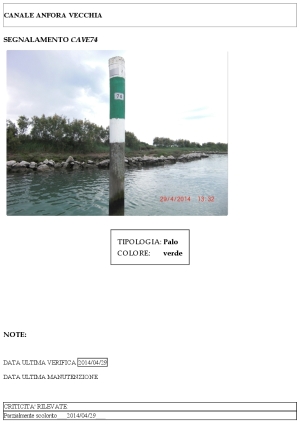 CANALE ANFORA VECCHIA
SEGNALAMENTO CAVE74
74
29/4/2014 13:32
TIPOLOGIA: Palo
COLORE: verde
NOTE:
DATA ULTIMA VERIFICA 2014/04/29
DATA ULTIMA MANUTENZIONE
CRITICITA' RILEVATE
Parzialmente scolorito 2014/04/29